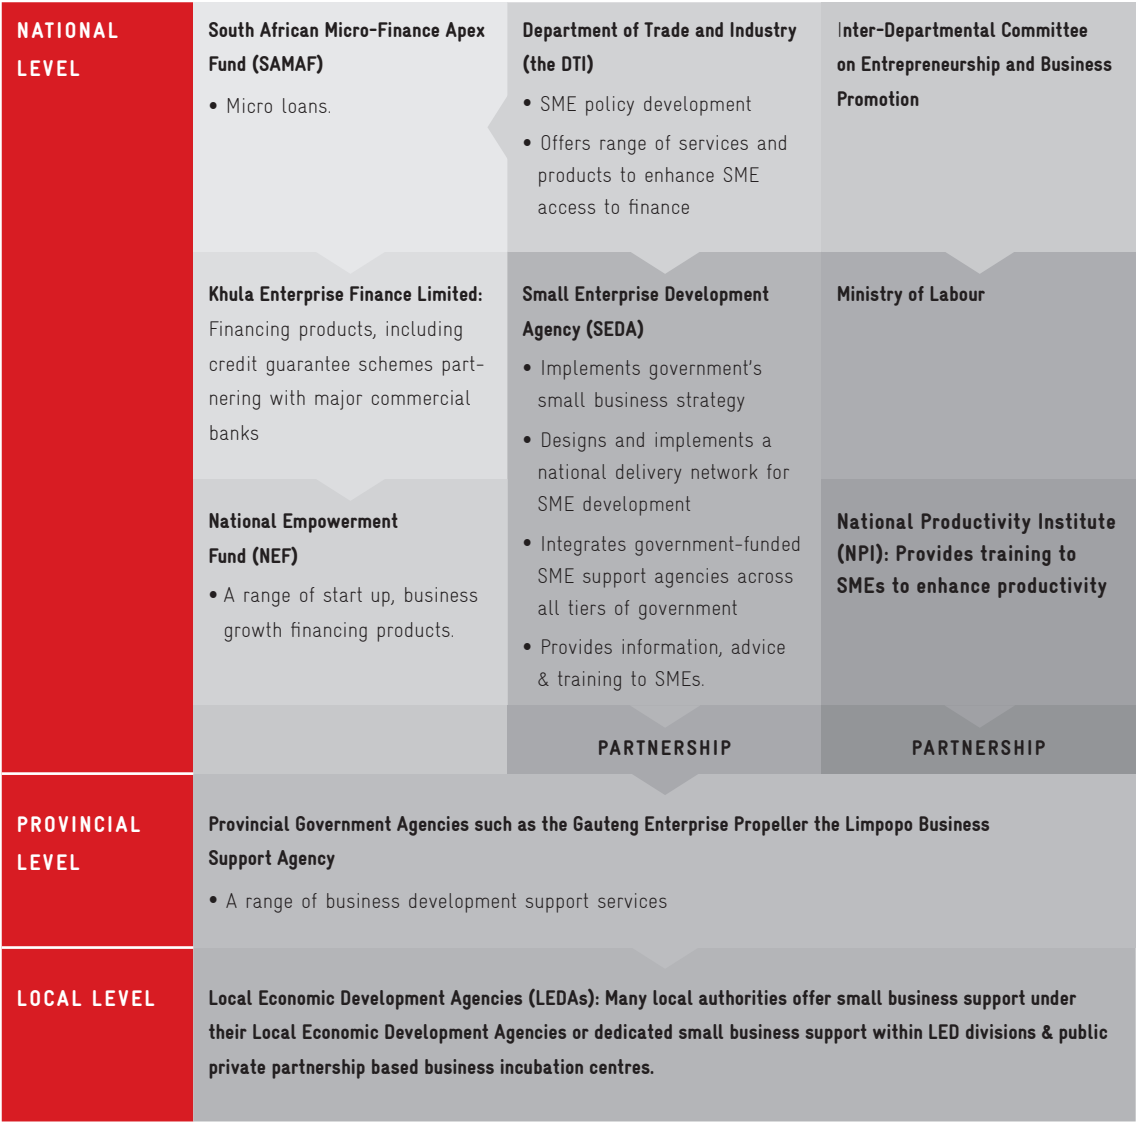 NATIONAL
LEVEL
South African Micro-Finance Apex
Fund (SAMAF)
• Micro loans.
Department of Trade and Industry
(the DTI)
• SME policy development
• Offers range of services and
products to enhance SME
access to finance
Inter-Departmental Committee
on Entrepreneurship and Business
Promotion
Khula Enterprise Finance Limited:
Financing products, including
credit guarantee schemes part-
nering with major commercial
banks
Small Enterprise Development
Agency (SEDA)
• Implements government's
small business strategy
• Designs and implements a
national delivery network for
SME development
• Integrates government-funded
SME support agencies across
all tiers of government
• Provides information, advice
& training to SMEs.
Ministry of Labour
National Empowerment
Fund (NEF)
• A range of start up, business
growth financing products.
National Productivity Institute
(NPI): Provides training to
SMEs to enhance productivity
PARTNERSHIP
PARTNERSHIP
PROVINCIAL
LEVEL
Provincial Government Agencies such as the Gauteng Enterprise Propeller the Limpopo Business
Support Agency
• A range of business development support services
LOCAL LEVEL
Local Economic Development Agencies (LEDAs): Many local authorities offer small business support under
their Local Economic Development Agencies or dedicated small business support within LED divisions & public
private partnership based business incubation centres.